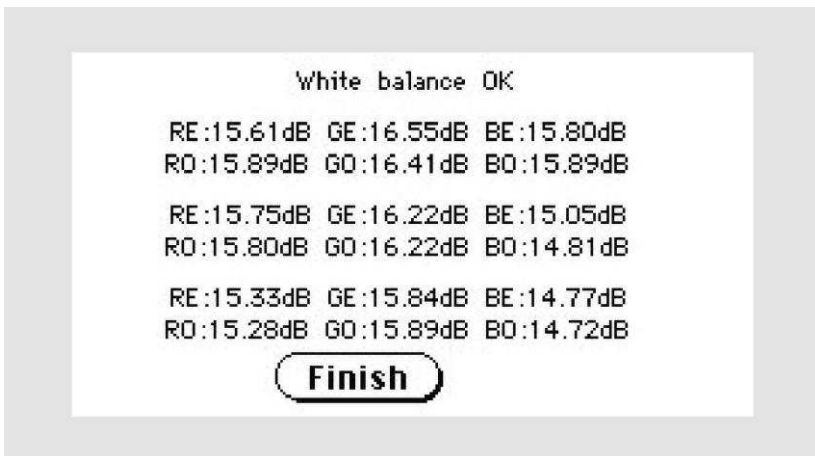 White balance OK
RE:15.61dB GE:16.55dB BE:15.80dB
RO:15.89dB GO:16.41dB BO:15.89dB
RE:15.75dB GE:16.22dB BE:15.05dB
RO:15.80dB GO:16.22dB BO:14.81dB
RE:15.33dB GE:15.84dB BE:14.77dB
RO:15.28dB GO:15.89dB BO:14.72dB
Finish